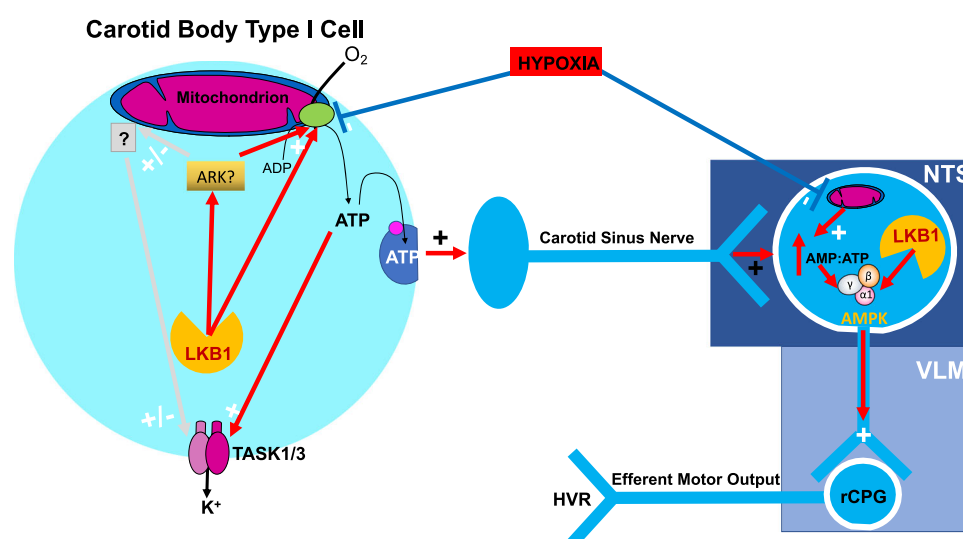 Carotid Body Type I Cell
O₂
HYPOXIA
Mitochondrion
-
?
+/-
+
ADP
ARK?
ATP
ATP
+
Carotid Sinus Nerve
+
NTS
-
+
LKB1
AMP:ATP
β
γ
α1
AMPK
LKB1
VLM
+/-
+
+
TASK1/3
K⁺
HVR
Efferent Motor Output
rCPG